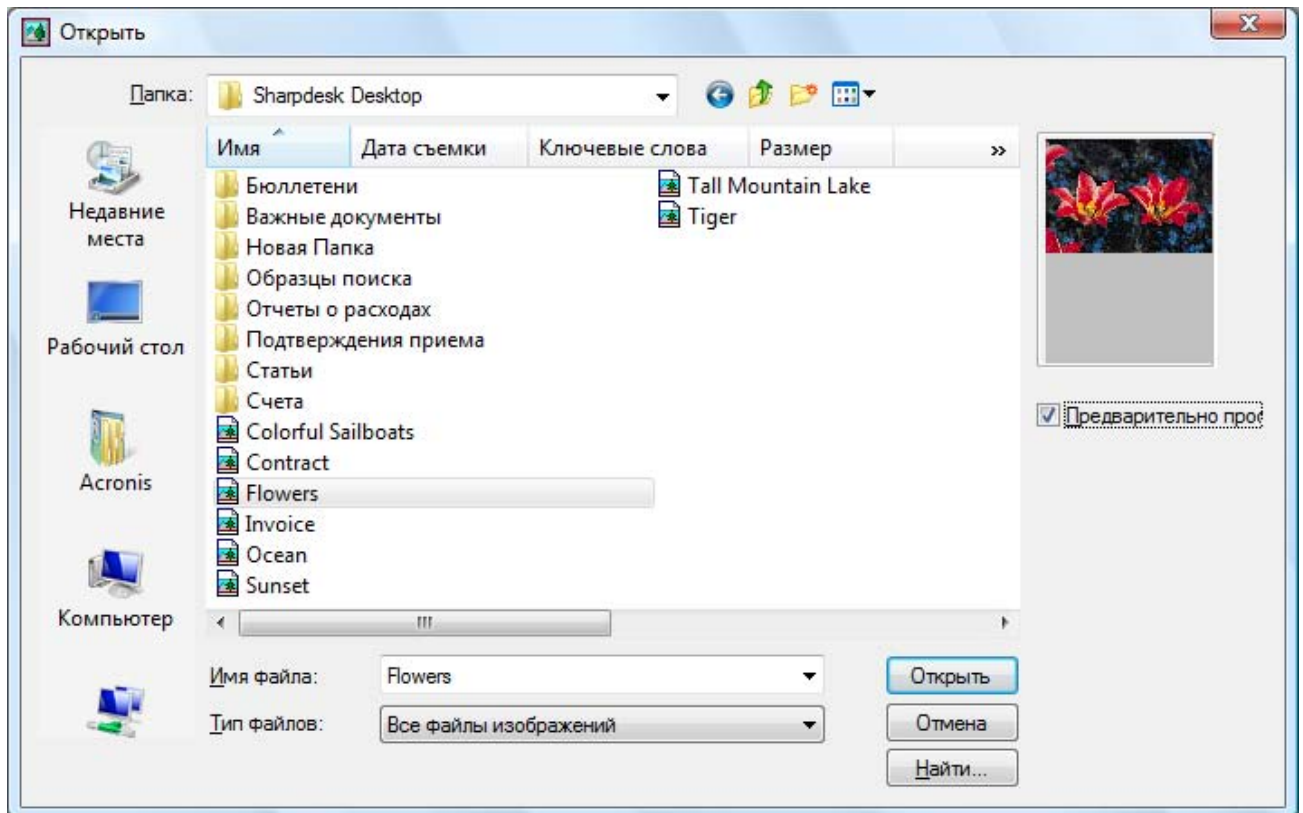 Открыть
Папка:
Sharpdesk Desktop
Имя
Дата съемки
Ключевые слова
Размер
»
Недавние места
Рабочий стол
Acronis
Компьютер
Бюллетени
Важные документы
Новая Папка
Образцы поиска
Отчеты о расходах
Подтверждения приема
Статьи
Счета
Colorful Sailboats
Contract
Flowers
Invoice
Ocean
Sunset
Tall Mountain Lake
Tiger
Предварительно прос
Имя файла:
Flowers
Открыть
Тип файлов:
Все файлы изображений
Отмена
Найти...